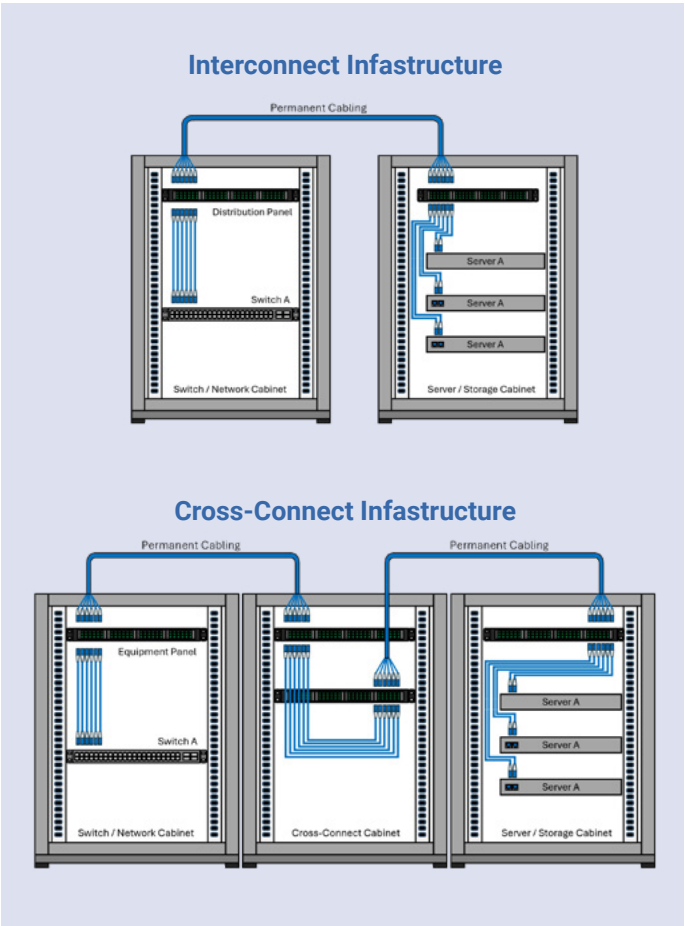 Interconnect Infastructure
Permanent Cabling
Distribution Panel
Switch A
Switch / Network Cabinet
Server A
Server A
Server A
Server / Storage Cabinet
Cross-Connect Infastructure
Permanent Cabling
Permanent Cabling
Equipment Panel
Switch A
Switch / Network Cabinet
Cross-Connect Cabinet
Server A
Server A
Server A
Server / Storage Cabinet